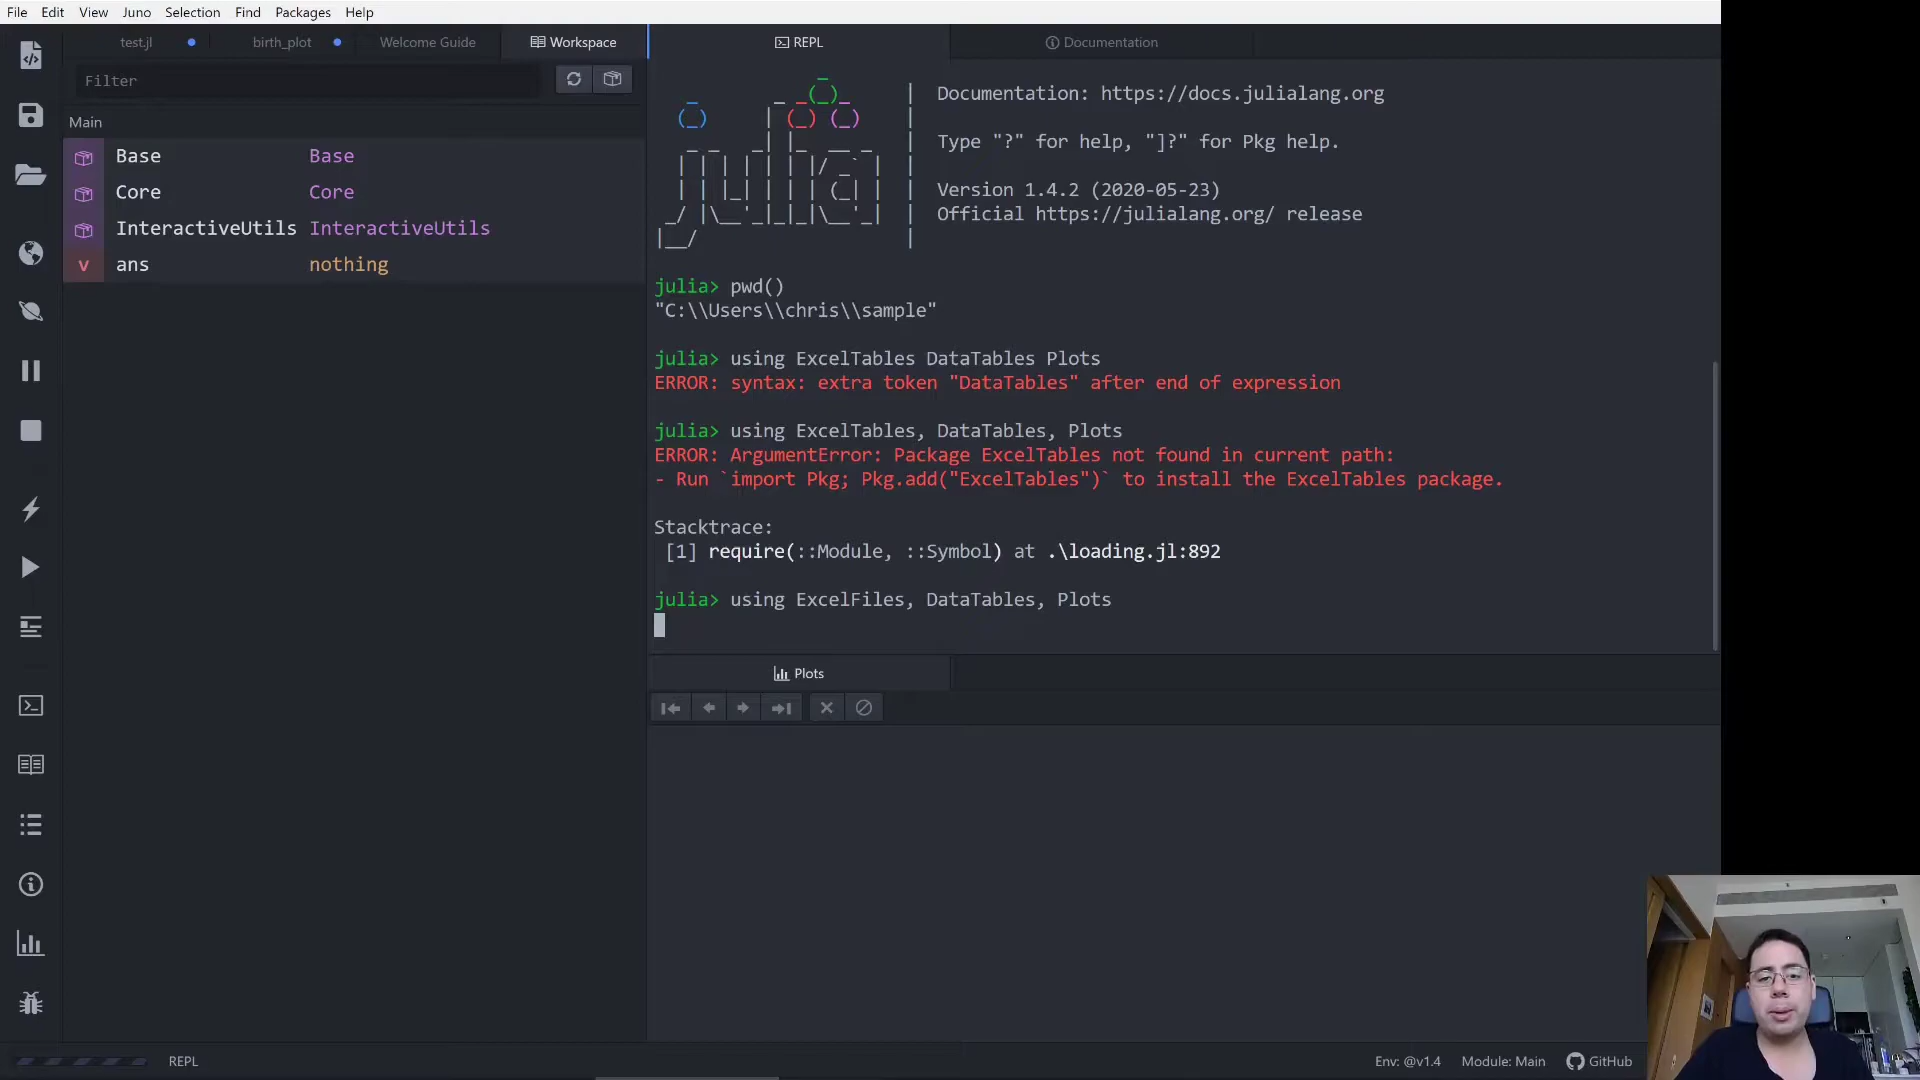 File Edit View Juno Selection Find Packages Help
test.jl birth_plot Welcome Guide Workspace REPL Documentation
Filter
Main
Base Base
Core Core
InteractiveUtils InteractiveUtils
v ans nothing
Documentation: https://docs.julialang.org
Type "?" for help, "]?" for Pkg help.
Version 1.4.2 (2020-05-23)
Official https://julialang.org/ release
julia> pwd()
"C:\\Users\\chris\\sample"
julia> using ExcelTables DataTables Plots
ERROR: syntax: extra token "DataTables" after end of expression
julia> using ExcelTables, DataTables, Plots
ERROR: ArgumentError: Package ExcelTables not found in current path:
- Run `import Pkg; Pkg.add("ExcelTables")` to install the ExcelTables package.
Stacktrace:
[1] require(::Module, ::Symbol) at .\loading.jl:892
julia> using ExcelFiles, DataTables, Plots
Plots
REPL Env: @v1.4 Module: Main GitHub